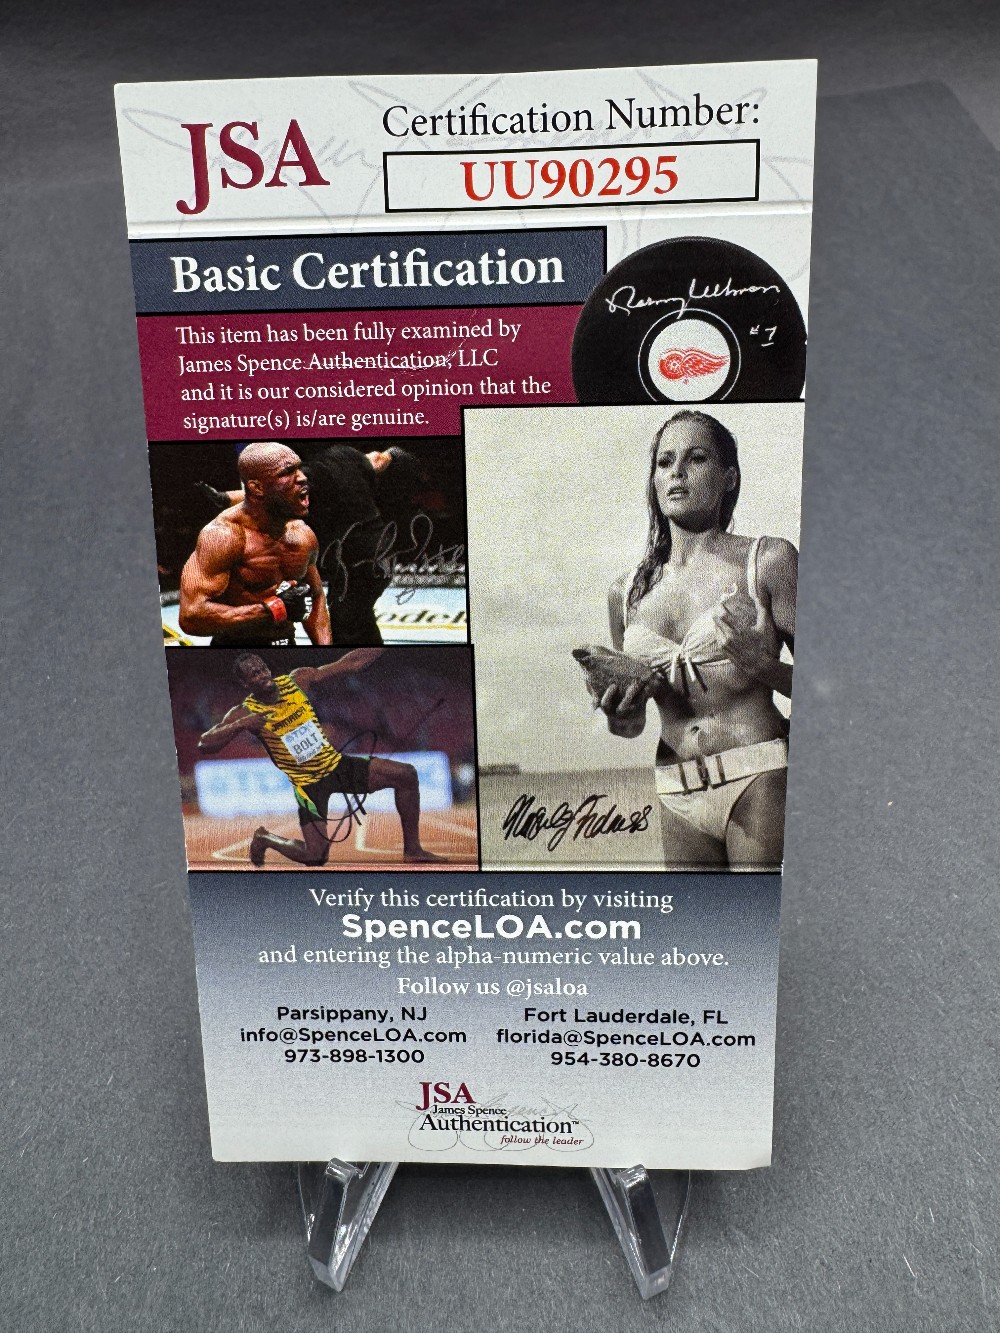 JSA
Certification Number:
UU90295
Basic Certification
This item has been fully examined by
James Spence Authentication, LLC
and it is our considered opinion that the
signature(s) is/are genuine.
#7
BOLT
Verify this certification by visiting
SpenceLOA.com
and entering the alpha-numeric value above.
Follow us @jsaloa
Parsippany, NJ
info@SpenceLOA.com
973-898-1300
Fort Lauderdale, FL
florida@SpenceLOA.com
954-380-8670
JSA
James Spence
Authentication™
follow the leader